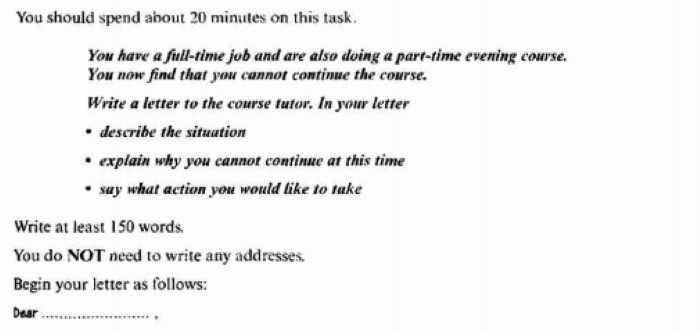 You should spend about 20 minutes on this task.
You have a full-time job and are also doing a part-time evening course.
You now find that you cannot continue the course.
Write a letter to the course tutor. In your letter
• describe the situation
• explain why you cannot continue at this time
• say what action you would like to take
Write at least 150 words.
You do NOT need to write any addresses.
Begin your letter as follows:
Dear ........................ ,